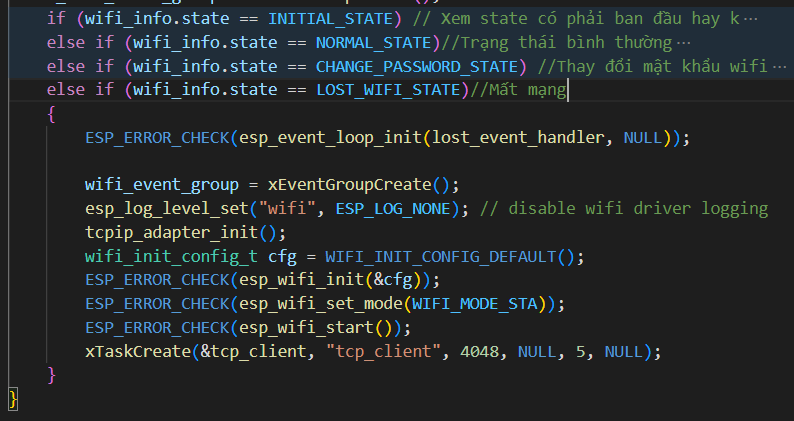 if (wifi_info.state == INITIAL_STATE) // Xem state có phải ban đầu hay k…
else if (wifi_info.state == NORMAL_STATE)//Trạng thái bình thường…
else if (wifi_info.state == CHANGE_PASSWORD_STATE) //Thay đổi mật khẩu wifi…
else if (wifi_info.state == LOST_WIFI_STATE)//Mất mạng
{
ESP_ERROR_CHECK(esp_event_loop_init(lost_event_handler, NULL));
wifi_event_group = xEventGroupCreate();
esp_log_level_set("wifi", ESP_LOG_NONE); // disable wifi driver logging
tcpip_adapter_init();
wifi_init_config_t cfg = WIFI_INIT_CONFIG_DEFAULT();
ESP_ERROR_CHECK(esp_wifi_init(&cfg));
ESP_ERROR_CHECK(esp_wifi_set_mode(WIFI_MODE_STA));
ESP_ERROR_CHECK(esp_wifi_start());
xTaskCreate(&tcp_client, "tcp_client", 4048, NULL, 5, NULL);
}
}